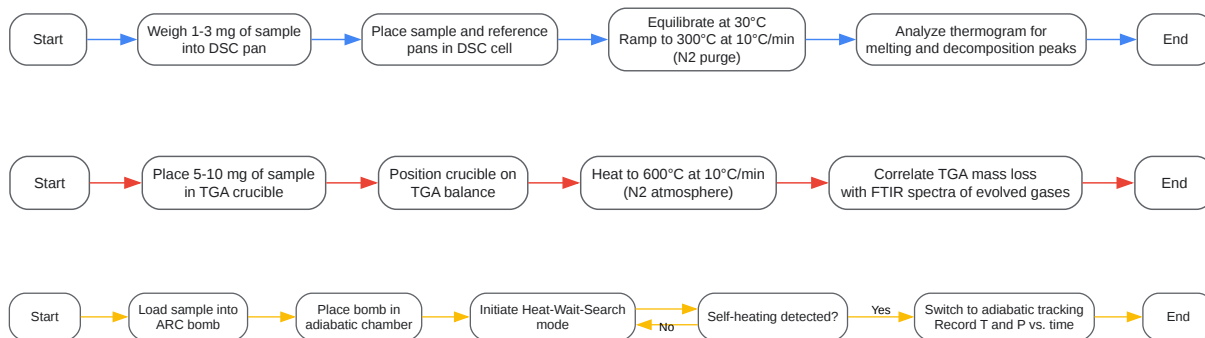 Start
Weigh 1-3 mg of sample
into DSC pan
Place sample and reference
pans in DSC cell
Equilibrate at 30°C
Ramp to 300°C at 10°C/min
(N2 purge)
Analyze thermogram for
melting and decomposition peaks
End
Start
Place 5-10 mg of sample
in TGA crucible
Position crucible on
TGA balance
Heat to 600°C at 10°C/min
(N2 atmosphere)
Correlate TGA mass loss
with FTIR spectra of evolved gases
End
Start
Load sample into
ARC bomb
Place bomb in
adiabatic chamber
Initiate Heat-Wait-Search
mode
No
Self-heating detected?
Yes
Switch to adiabatic tracking
Record T and P vs. time
End